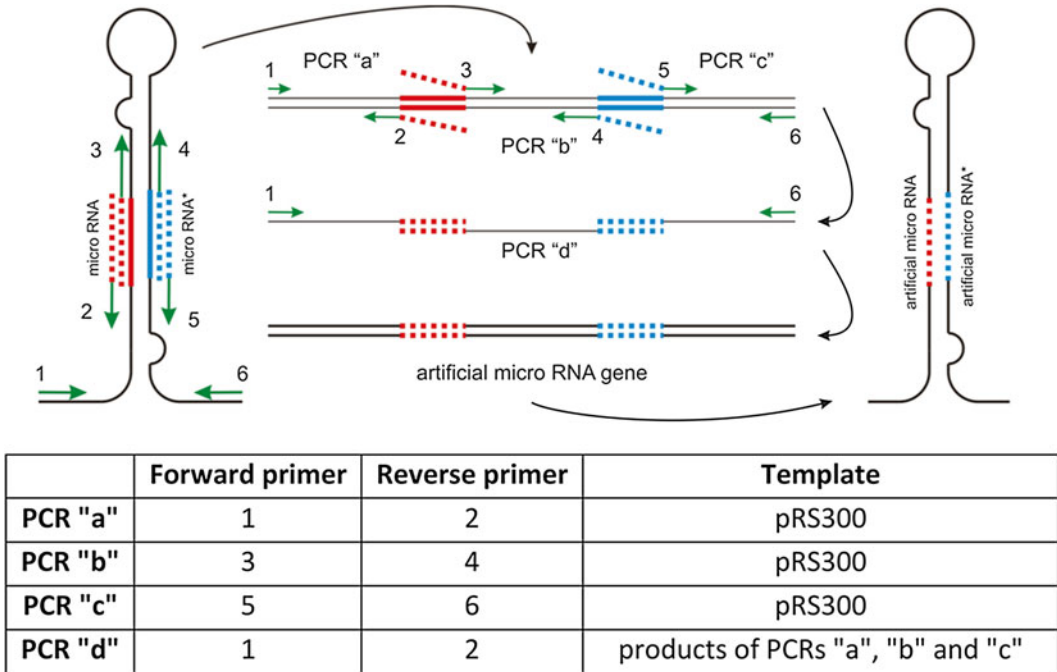 PCR "a"
3
5
PCR "c"
1
2
PCR "b"
4
6
3
4
micro RNA
micro RNA*
2
5
1
6
1
6
PCR "d"
artificial micro RNA gene
artificial micro RNA
artificial micro RNA*
Forward primer Reverse primer Template
PCR "a" 1 2 pRS300
PCR "b" 3 4 pRS300
PCR "c" 5 6 pRS300
PCR "d" 1 2 products of PCRs "a", "b" and "c"